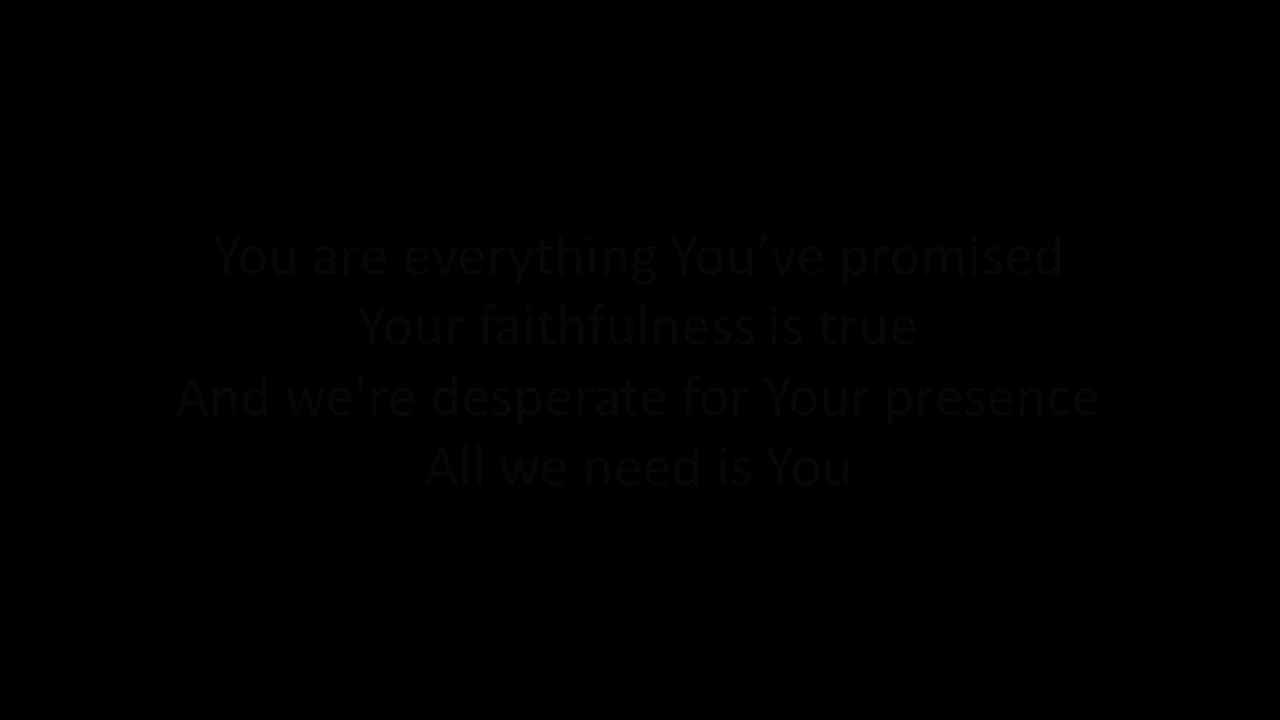 You are everything You’ve promised
Your faithfulness is true
And we're desperate for Your presence
All we need is You